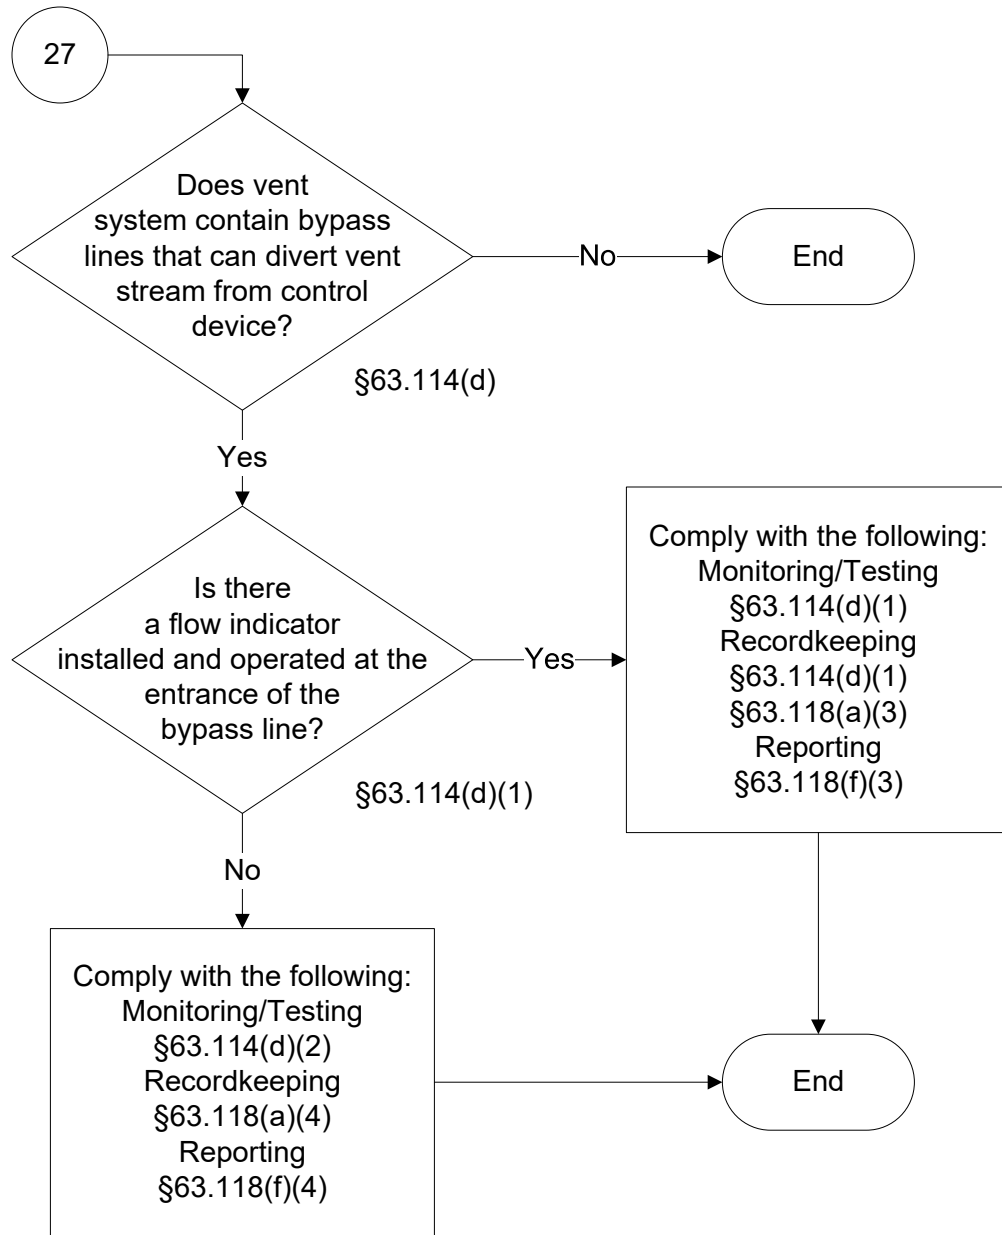 27
Does vent
system contain bypass
lines that can divert vent
stream from control
device?
No
End
§63.114(d)
Yes
Is there
a flow indicator
installed and operated at the
entrance of the
bypass line?
Yes
§63.114(d)(1)
Comply with the following:
Monitoring/Testing
§63.114(d)(1)
Recordkeeping
§63.114(d)(1)
§63.118(a)(3)
Reporting
§63.118(f)(3)
No
Comply with the following:
Monitoring/Testing
§63.114(d)(2)
Recordkeeping
§63.118(a)(4)
Reporting
§63.118(f)(4)
End